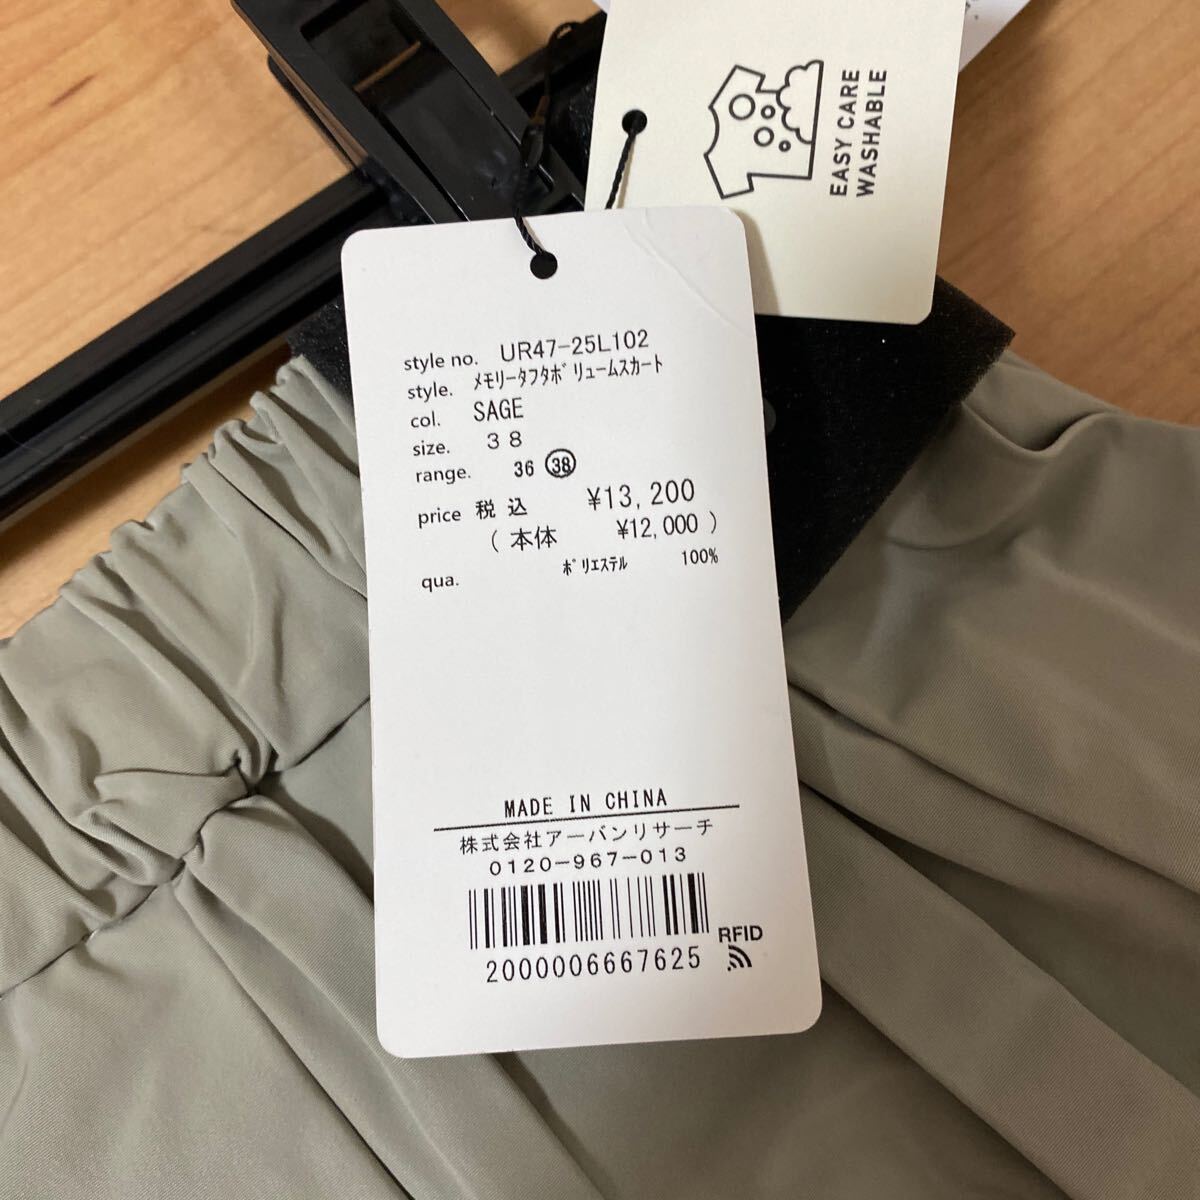 EASY CARE
WASHABLE
style no. UR47-25L102
style. ﾒﾓﾘｰﾀﾌﾀﾎﾞﾘｭｰﾑｽｶｰﾄ
col. SAGE
size. 38
range. 36 ㊳
price 税込 ¥13,200
(本体 ¥12,000)
qua. ﾎﾟﾘｴｽﾃﾙ 100%
MADE IN CHINA
株式会社アーバンリサーチ
0120-967-013
RFID
2000006667625